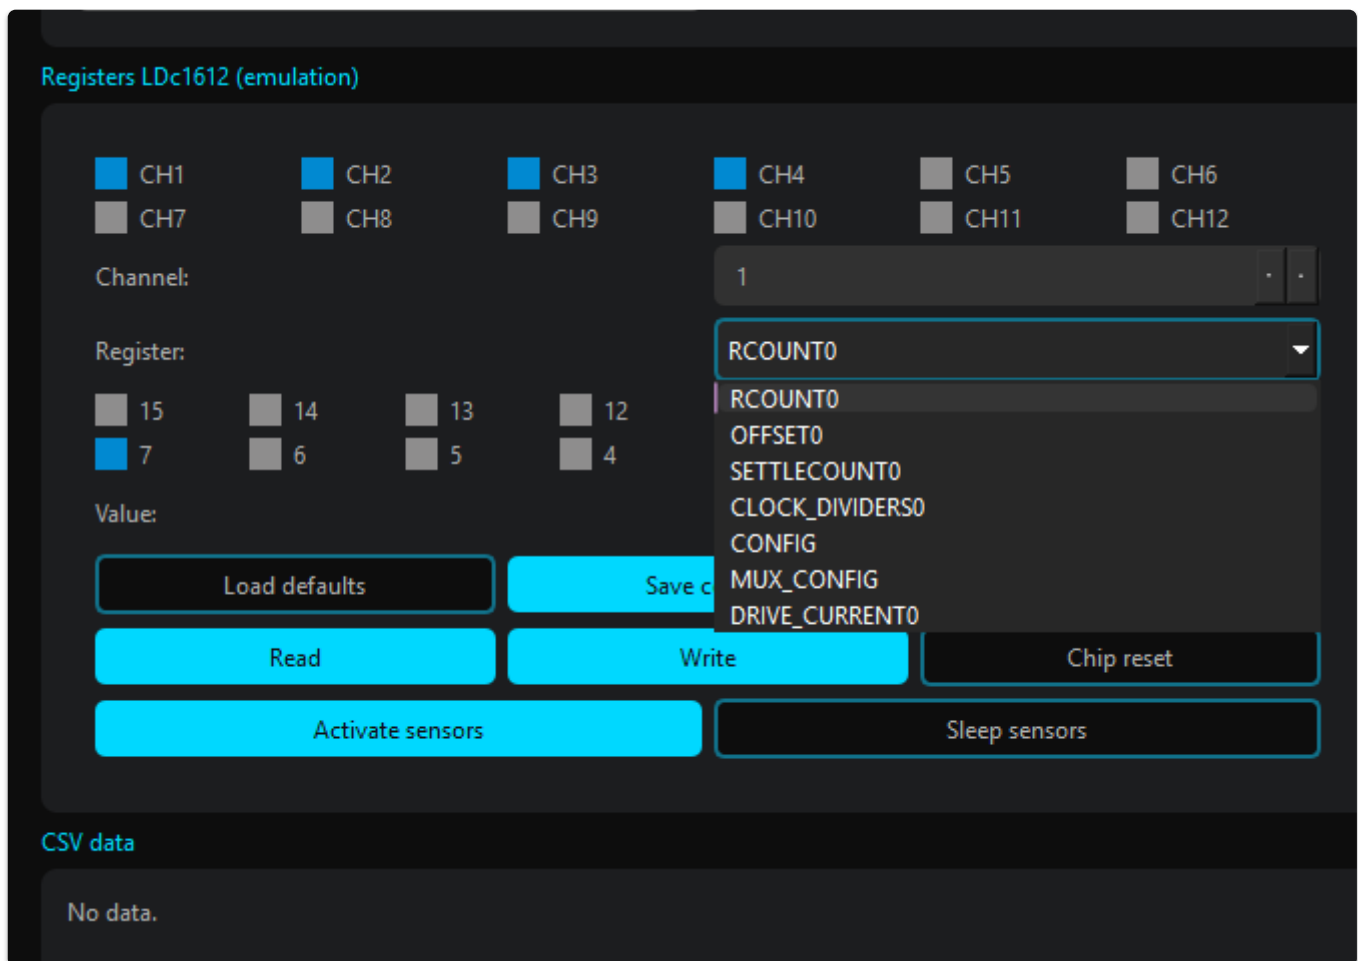 Registers LDc1612 (emulation)
CH1 CH2 CH3 CH4 CH5 CH6
CH7 CH8 CH9 CH10 CH11 CH12
Channel: 1
Register: RCOUNT0
RCOUNT0
15 14 13 12
OFFSET0
7 6 5 4
SETTLECOUNT0
CLOCK_DIVIDERS0
Value:
CONFIG
Load defaults Save c
MUX_CONFIG
DRIVE_CURRENT0
Read Write Chip reset
Activate sensors Sleep sensors
CSV data
No data.